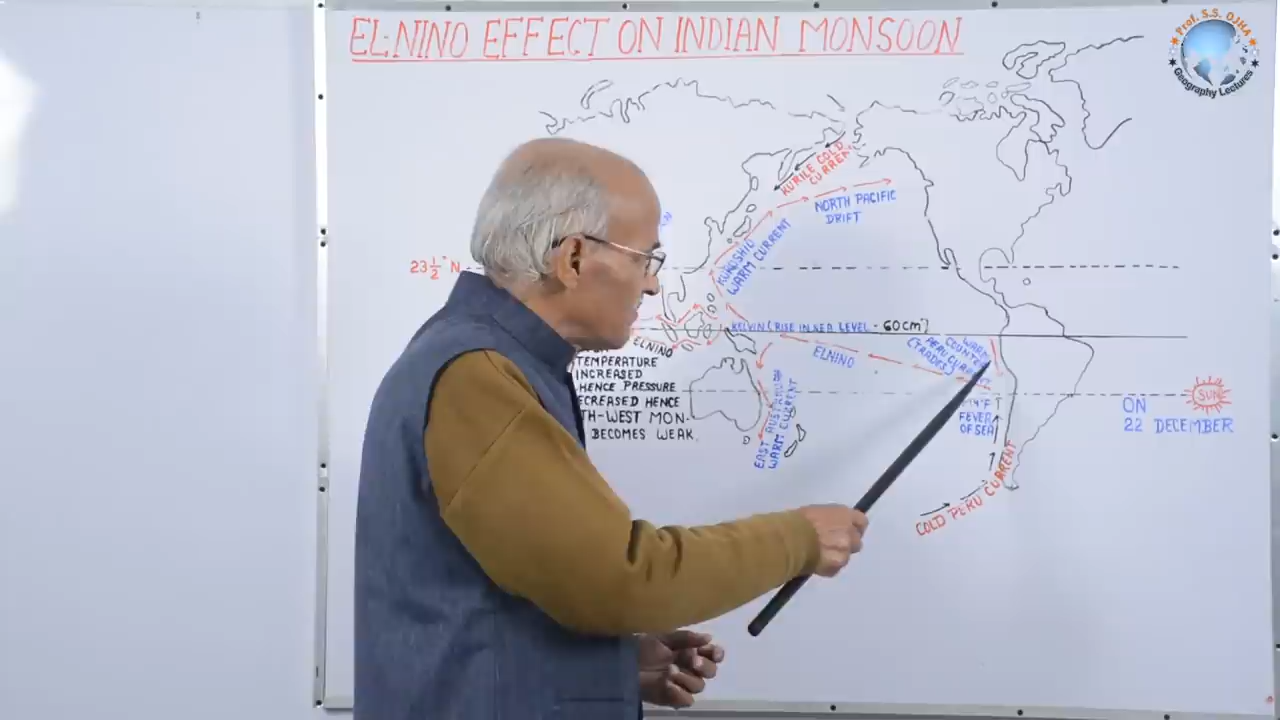 EL-NINO EFFECT ON INDIAN MONSOON
Prof. S.S. OJHA
Geography Lectures
KURILE COLD
CURRENT
NORTH PACIFIC
DRIFT
KUROSHIO
WARM CURRENT
23½°N
KELVIN (RISE IN SEA LEVEL - 60cm)
ELNINO
ELNINO
WARM
COUNTER
PERU CURRENT
(TRADES)
TEMPERATURE
INCREASED
HENCE PRESSURE
ECREASED HENCE
TH-WEST MON-
BECOMES WEAK.
EAST AUSTRALIA
WARM CURRENT
14°F
FEVER
OF SEA
COLD PERU CURRENT
SUN
ON
22 DECEMBER